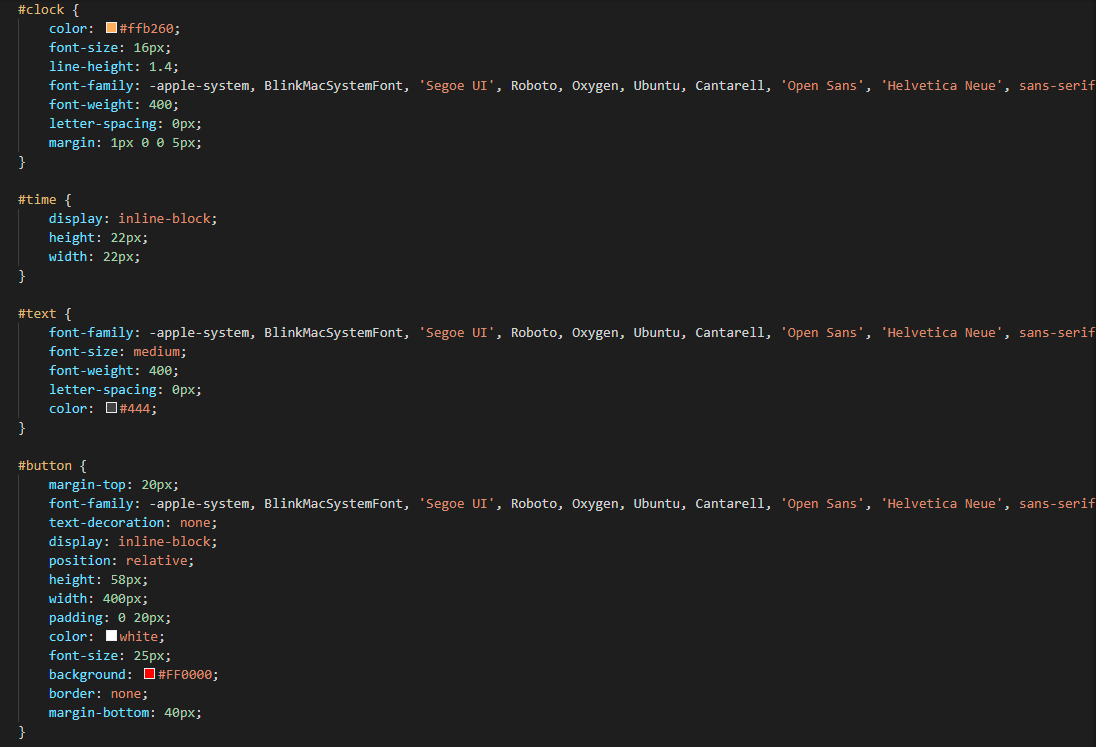 #clock {
    color: #ffb260;
    font-size: 16px;
    line-height: 1.4;
    font-family: -apple-system, BlinkMacSystemFont, 'Segoe UI', Roboto, Oxygen, Ubuntu, Cantarell, 'Open Sans', 'Helvetica Neue', sans-serif
    font-weight: 400;
    letter-spacing: 0px;
    margin: 1px 0 0 5px;
}

#time {
    display: inline-block;
    height: 22px;
    width: 22px;
}

#text {
    font-family: -apple-system, BlinkMacSystemFont, 'Segoe UI', Roboto, Oxygen, Ubuntu, Cantarell, 'Open Sans', 'Helvetica Neue', sans-serif
    font-size: medium;
    font-weight: 400;
    letter-spacing: 0px;
    color: #444;
}

#button {
    margin-top: 20px;
    font-family: -apple-system, BlinkMacSystemFont, 'Segoe UI', Roboto, Oxygen, Ubuntu, Cantarell, 'Open Sans', 'Helvetica Neue', sans-serif
    text-decoration: none;
    display: inline-block;
    position: relative;
    height: 58px;
    width: 400px;
    padding: 0 20px;
    color: white;
    font-size: 25px;
    background: #FF0000;
    border: none;
    margin-bottom: 40px;
}